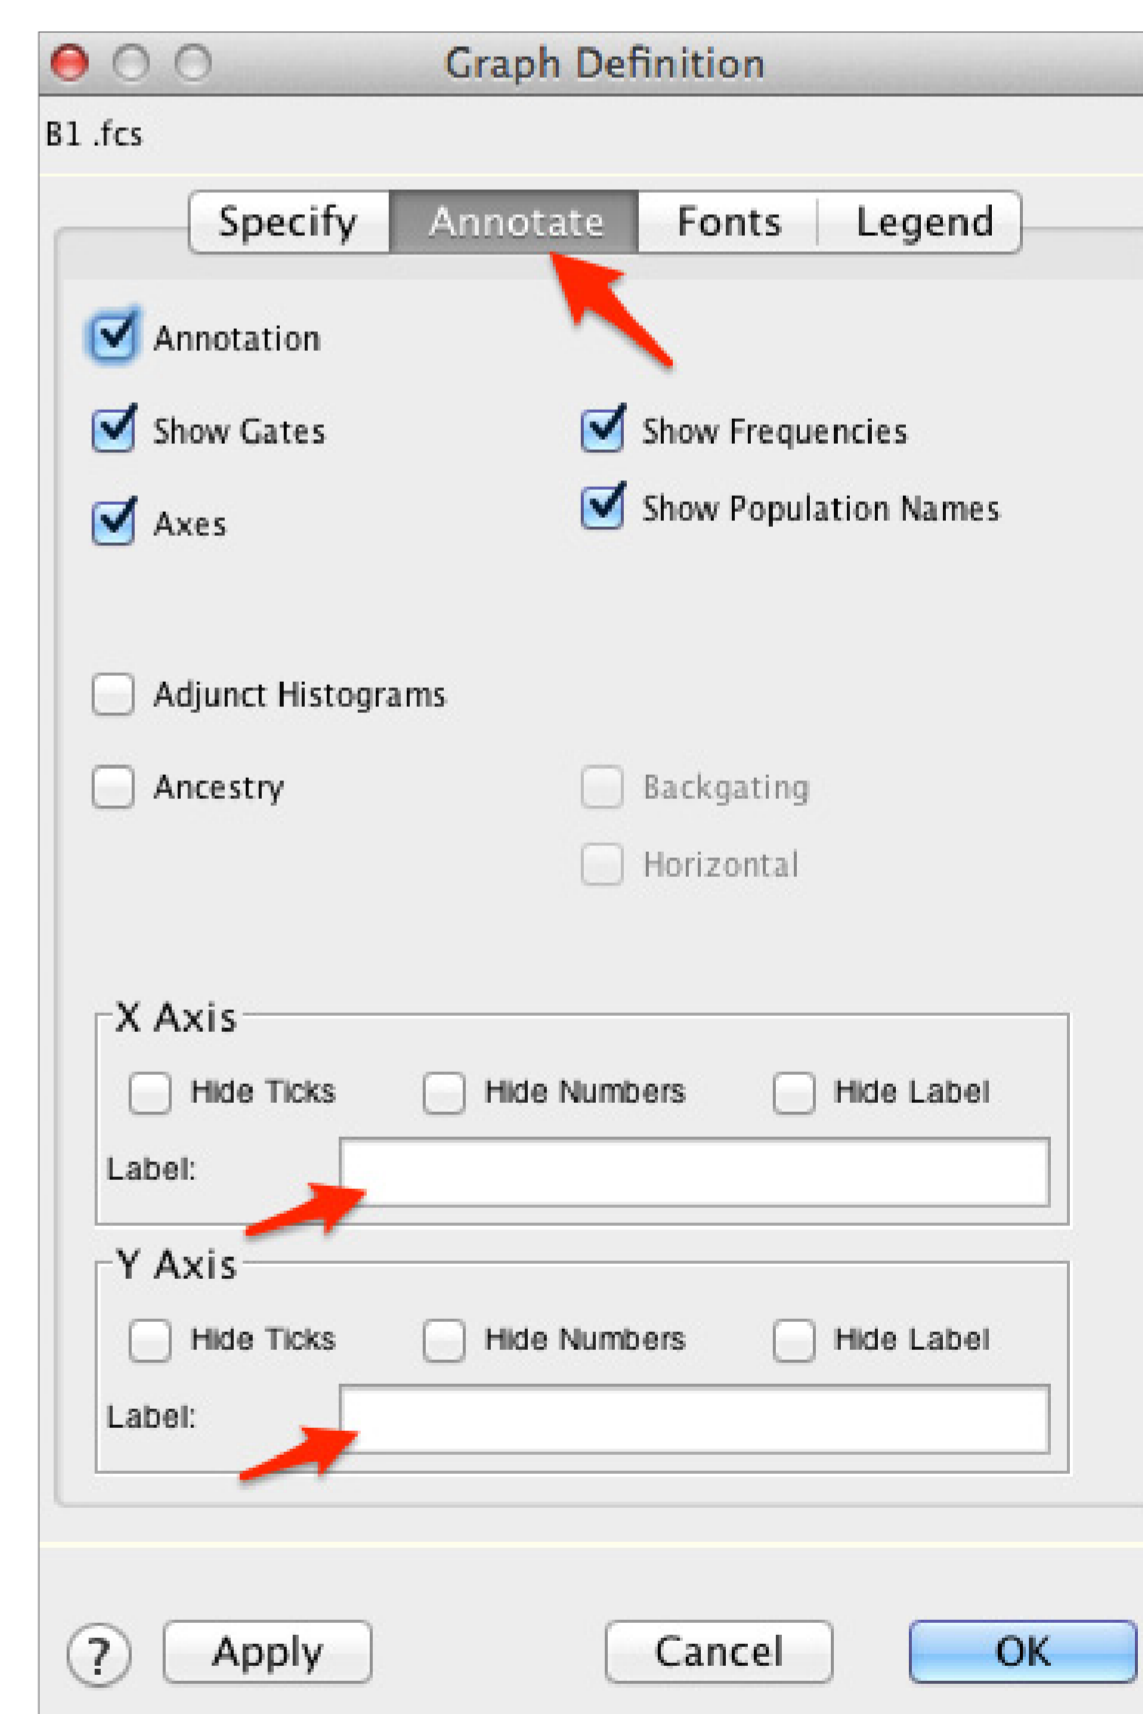 Graph Definition
B1 .fcs
Specify Annotate Fonts Legend
Annotation
Show Gates Show Frequencies
Axes Show Population Names
Adjunct Histograms
Ancestry Backgating
Horizontal
X Axis
Hide Ticks Hide Numbers Hide Label
Label:
Y Axis
Hide Ticks Hide Numbers Hide Label
Label:
? Apply Cancel OK